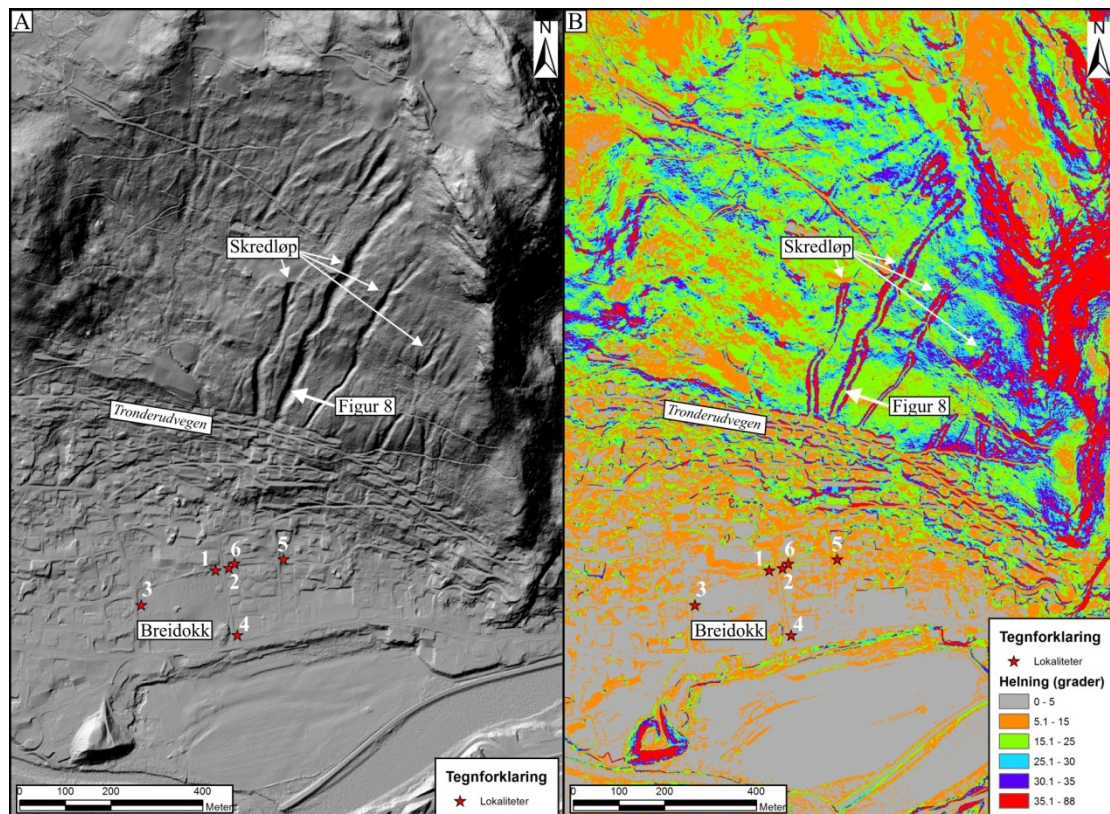 A
N
Skredløp
Figur 8
Tronderudvegen
1
6
2
5
3
4
Breidokk
0 100 200 400
Meter
Tegnforklaring
Lokaliteter
B
N
Skredløp
Figur 8
Tronderudvegen
1
6
2
5
3
4
Breidokk
0 100 200 400
Meter
Tegnforklaring
Lokaliteter
Helning (grader)
0 - 5
5.1 - 15
15.1 - 25
25.1 - 30
30.1 - 35
35.1 - 88